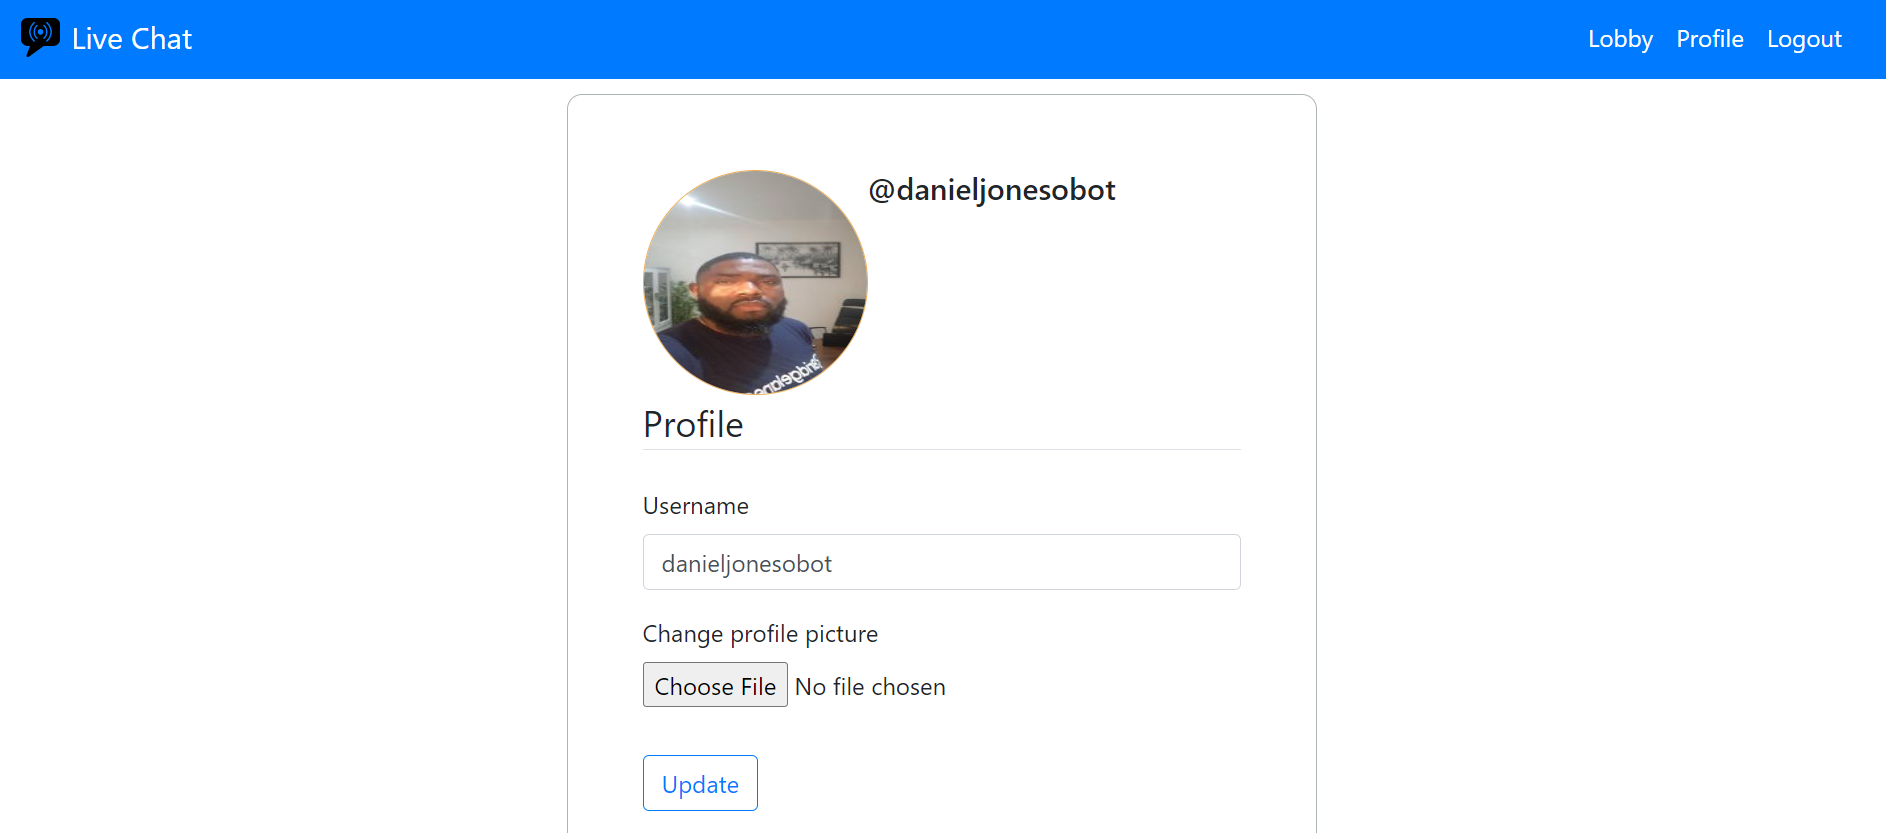 Live Chat
Lobby Profile Logout
@danieljonesobot
Profile
Username
danieljonesobot
Change profile picture
Choose File No file chosen
Update